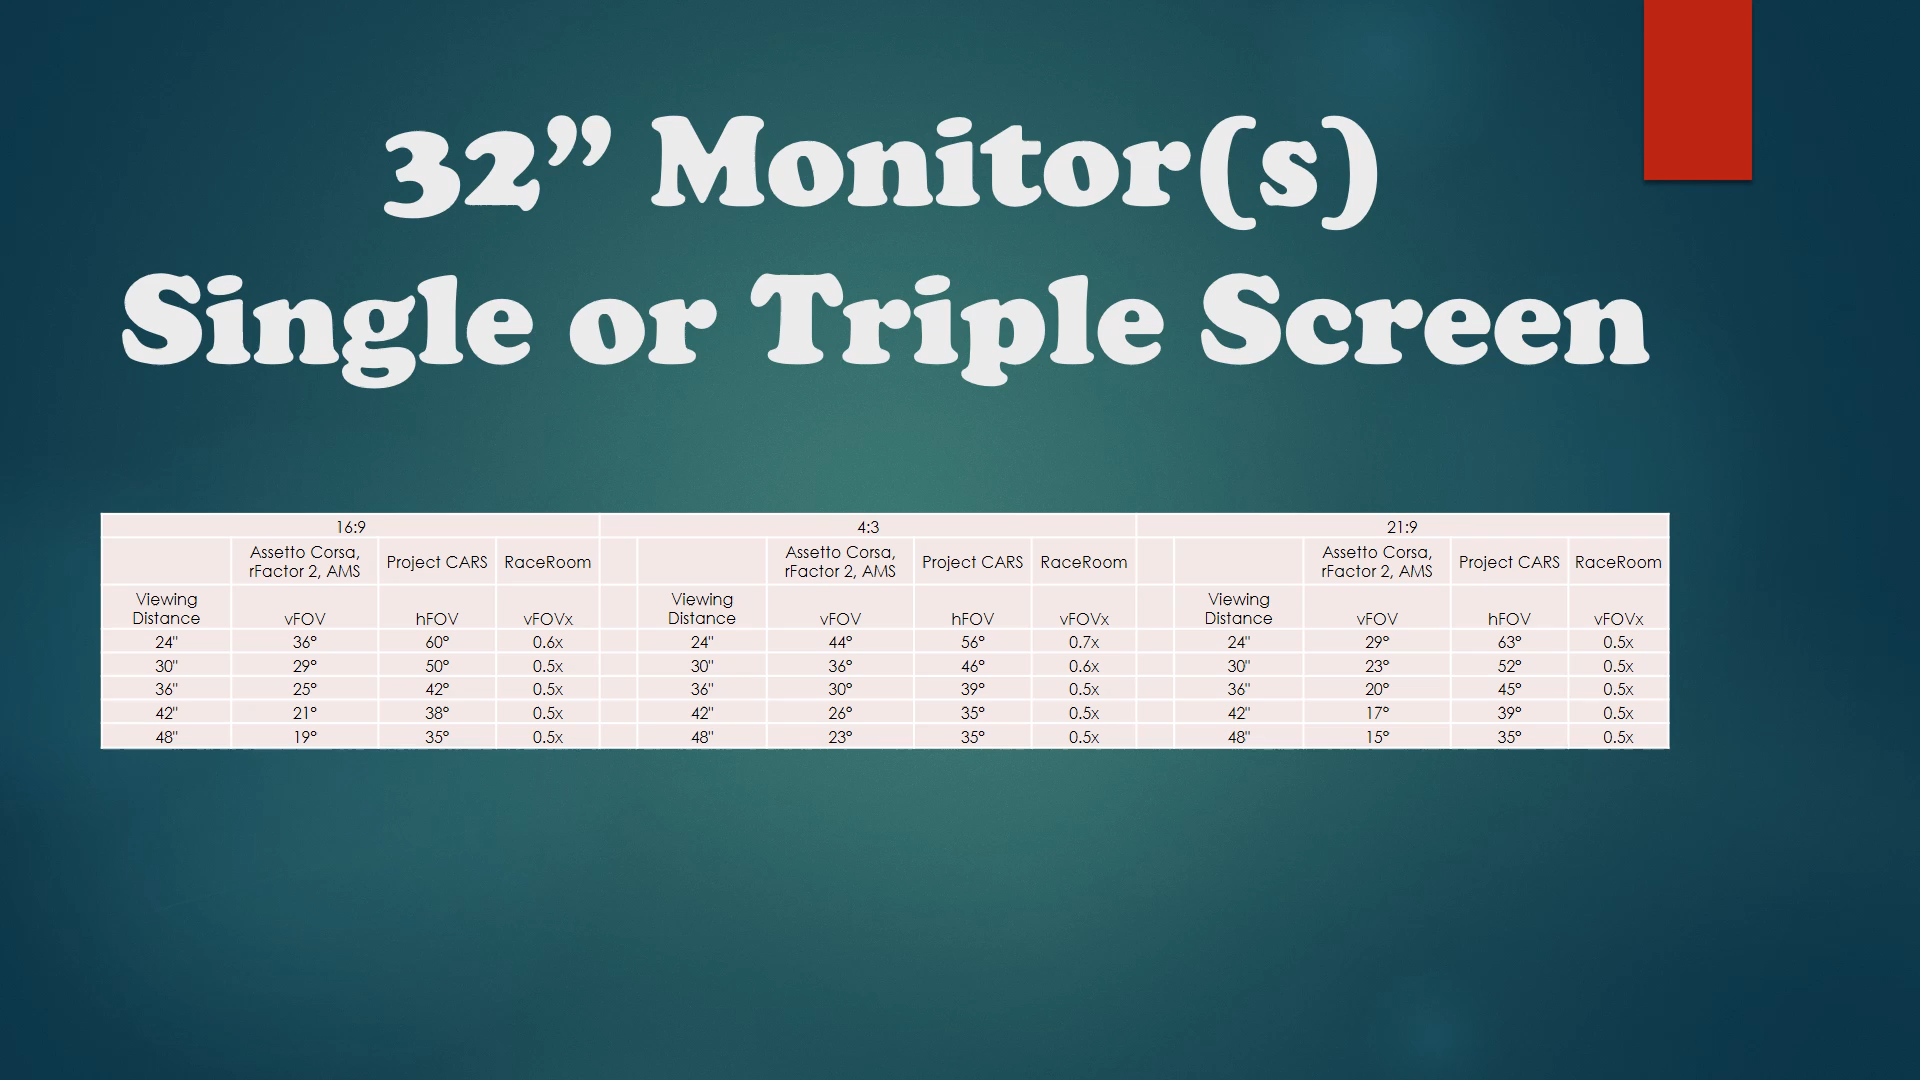 32” Monitor(s)
Single or Triple Screen
16:9 4:3 21:9
Assetto Corsa, rFactor 2, AMS Project CARS RaceRoom Assetto Corsa, rFactor 2, AMS Project CARS RaceRoom Assetto Corsa, rFactor 2, AMS Project CARS RaceRoom
Viewing Distance vFOV hFOV vFOVx Viewing Distance vFOV hFOV vFOVx Viewing Distance vFOV hFOV vFOVx
24" 36° 60° 0.6x 24" 44° 56° 0.7x 24" 29° 63° 0.5x
30" 29° 50° 0.5x 30" 36° 46° 0.6x 30" 23° 52° 0.5x
36" 25° 42° 0.5x 36" 30° 39° 0.5x 36" 20° 45° 0.5x
42" 21° 38° 0.5x 42" 26° 35° 0.5x 42" 17° 39° 0.5x
48" 19° 35° 0.5x 48" 23° 35° 0.5x 48" 15° 35° 0.5x